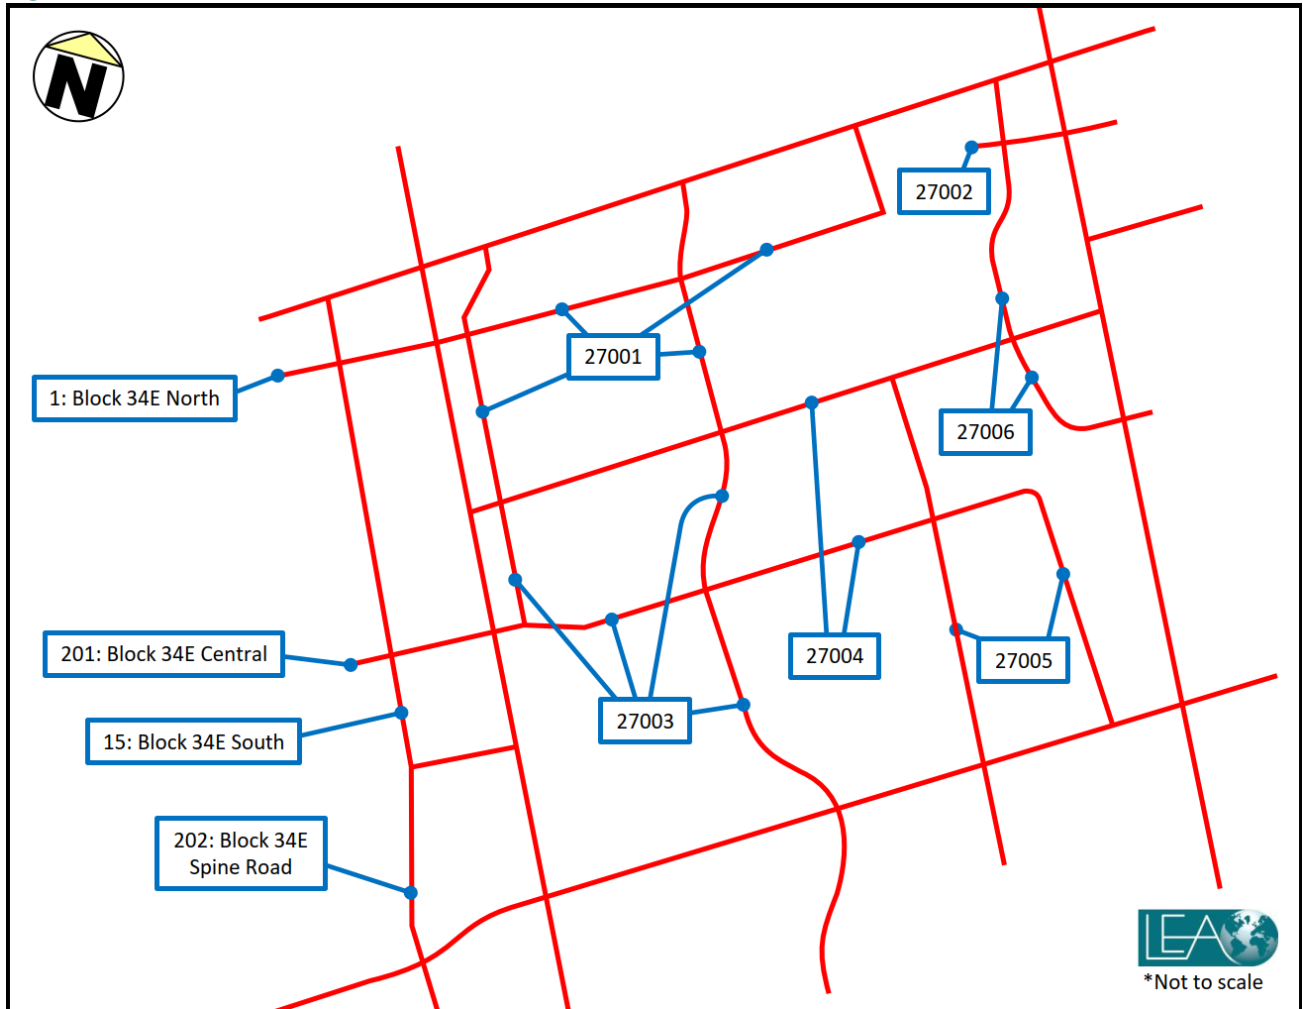 N
27002
27001
1: Block 34E North
27006
201: Block 34E Central
27004
27005
27003
15: Block 34E South
202: Block 34E
Spine Road
LEA
*Not to scale